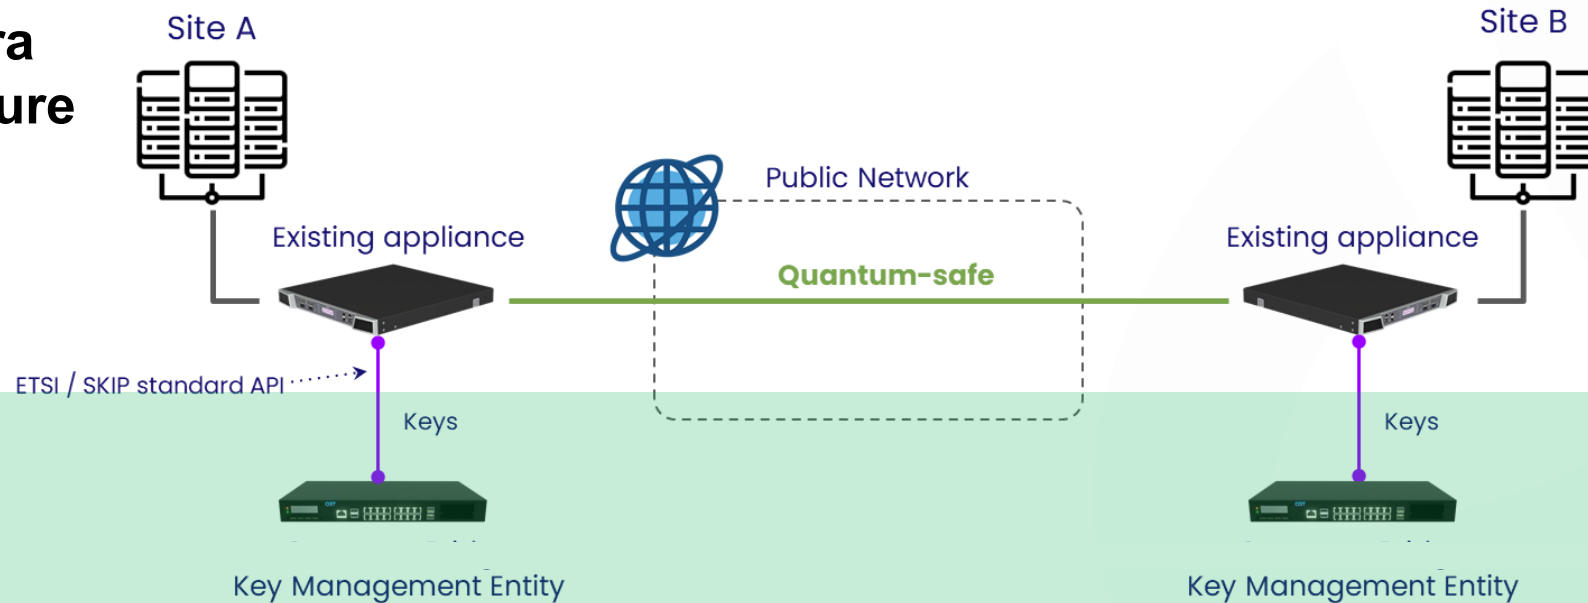 ra
ure
Site A
Site B
Public Network
Existing appliance
Existing appliance
Quantum-safe
ETSI / SKIP standard API
Keys
Keys
Key Management Entity
Key Management Entity